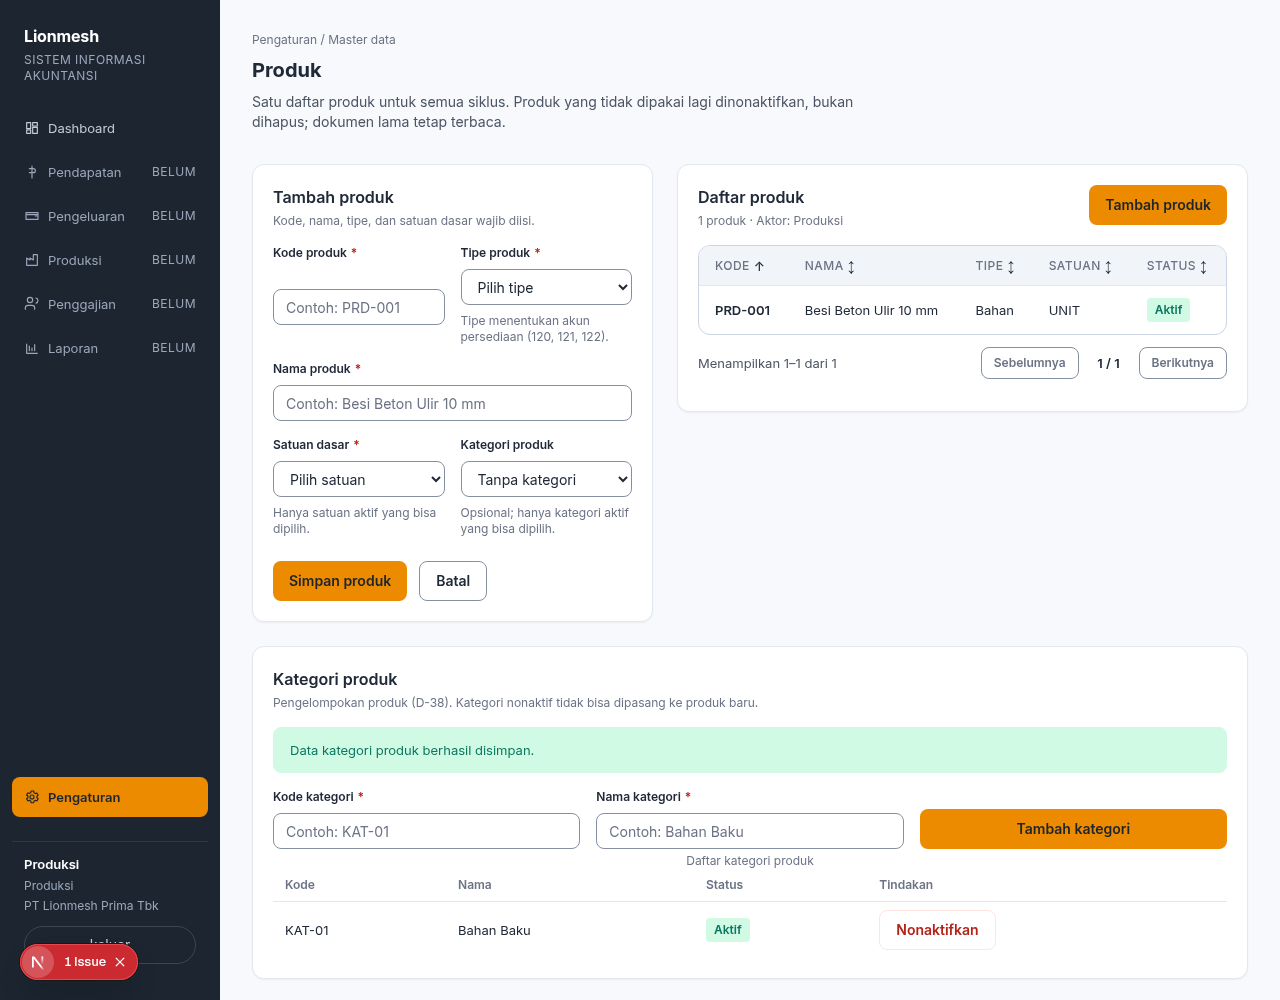 Lionmesh
SISTEM INFORMASI
AKUNTANSI
Dashboard
Pendapatan BELUM
Pengeluaran BELUM
Produksi BELUM
Penggajian BELUM
Laporan BELUM
Pengaturan
Produksi
Produksi
PT Lionmesh Prima Tbk
1 Issue
Pengaturan / Master data
Produk
Satu daftar produk untuk semua siklus. Produk yang tidak dipakai lagi dinonaktifkan, bukan
dihapus; dokumen lama tetap terbaca.
Tambah produk
Kode, nama, tipe, dan satuan dasar wajib diisi.
Kode produk *
Contoh: PRD-001
Tipe produk *
Pilih tipe
Tipe menentukan akun
persediaan (120, 121, 122).
Nama produk *
Contoh: Besi Beton Ulir 10 mm
Satuan dasar *
Pilih satuan
Hanya satuan aktif yang bisa
dipilih.
Kategori produk
Tanpa kategori
Opsional; hanya kategori aktif
yang bisa dipilih.
Simpan produk
Batal
Daftar produk
1 produk · Aktor: Produksi
Tambah produk
KODE ↑ NAMA ↕ TIPE ↕ SATUAN ↕ STATUS ↕
PRD-001 Besi Beton Ulir 10 mm Bahan UNIT Aktif
Menampilkan 1–1 dari 1
Sebelumnya 1 / 1 Berikutnya
Kategori produk
Pengelompokan produk (D-38). Kategori nonaktif tidak bisa dipasang ke produk baru.
Data kategori produk berhasil disimpan.
Kode kategori *
Contoh: KAT-01
Nama kategori *
Contoh: Bahan Baku
Tambah kategori
Daftar kategori produk
Kode Nama Status Tindakan
KAT-01 Bahan Baku Aktif Nonaktifkan